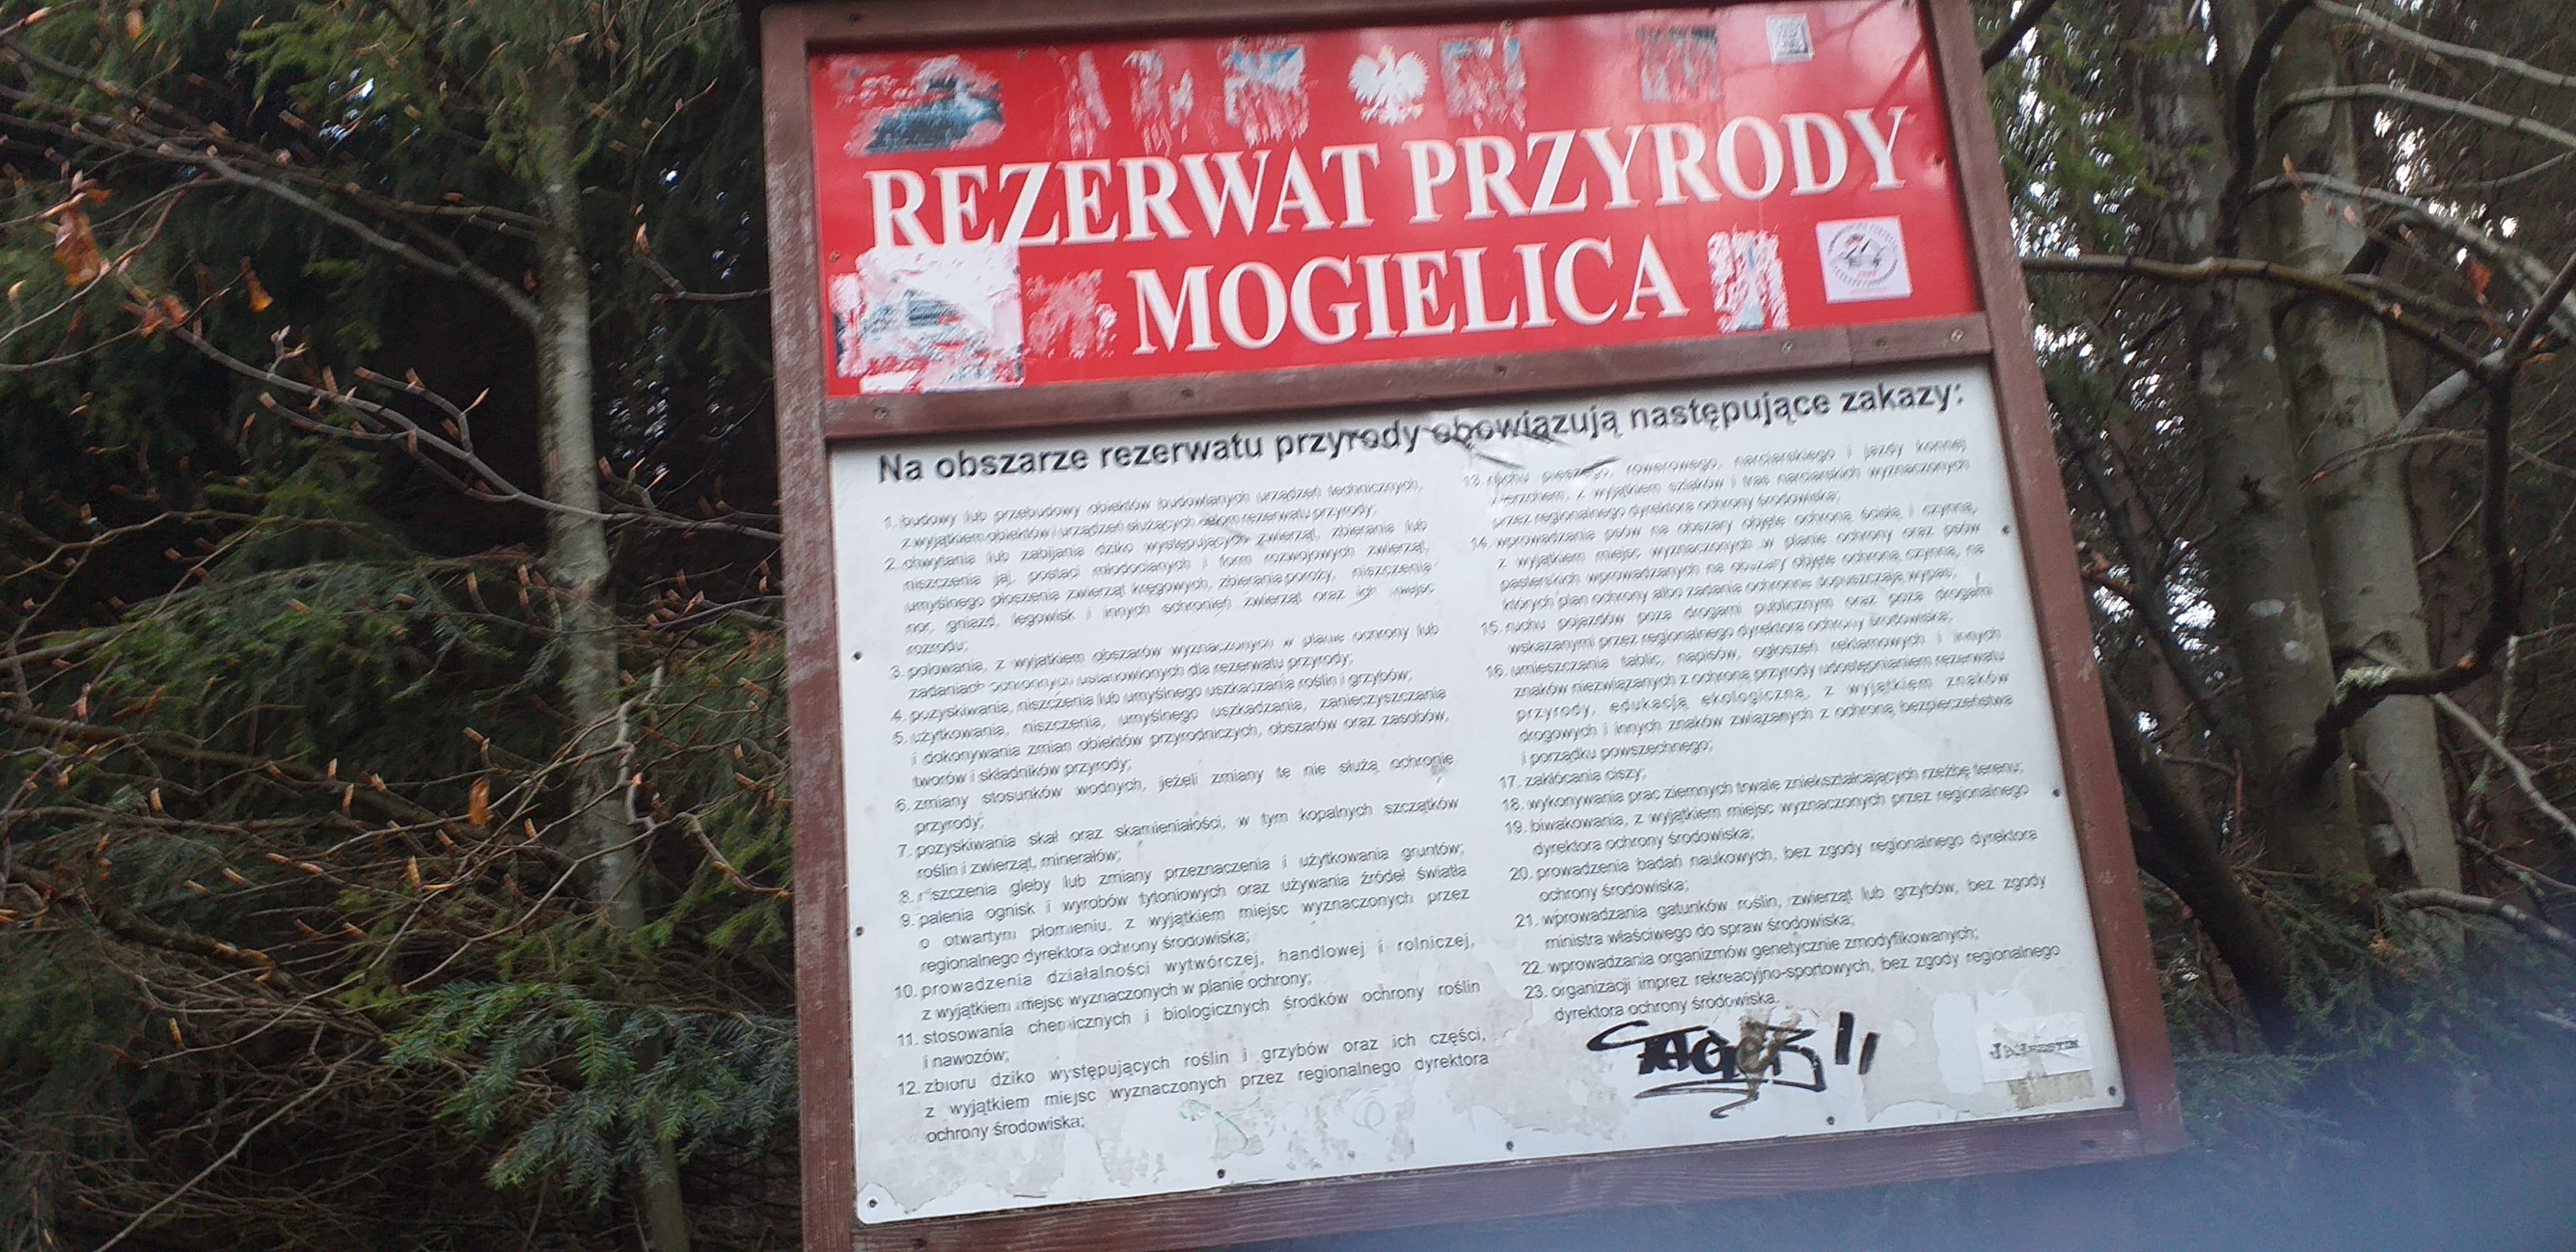 REZERWAT PRZYRODY
MOGIELICA
Na obszarze rezerwatu przyrody obowiązują następujące zakazy:
1. budowy lub przebudowy obiektów budowlanych urządzeń technicznych,
z wyjątkiem obiektów i urządzeń służących celom rezerwatu przyrody;
2. chwytania lub zabijania dziko występujących zwierząt, zbierania lub
niszczenia jaj, postaci młodocianych i form rozwojowych zwierząt,
umyślnego płoszenia zwierząt kręgowych, zbierania poroży, niszczenia
nor, gniazd, legowisk i innych schronień zwierząt oraz ich miejsc
rozrodu;
3. polowania, z wyjątkiem obszarów wyznaczonych w planie ochrony lub
zadaniach ochronnych ustanowionych dla rezerwatu przyrody;
4. pozyskiwania, niszczenia lub umyślnego uszkadzania roślin i grzybów;
5. użytkowania, niszczenia, umyślnego uszkadzania, zanieczyszczania
i dokonywania zmian obiektów przyrodniczych, obszarów oraz zasobów,
tworów i składników przyrody;
6. zmiany stosunków wodnych, jeżeli zmiany te nie służą ochronie
przyrody;
7. pozyskiwania skał oraz skamieniałości, w tym kopalnych szczątków
roślin i zwierząt, minerałów;
8. niszczenia gleby lub zmiany przeznaczenia i użytkowania gruntów;
9. palenia ognisk i wyrobów tytoniowych oraz używania źródeł światła
o otwartym płomieniu, z wyjątkiem miejsc wyznaczonych przez
regionalnego dyrektora ochrony środowiska;
10. prowadzenia działalności wytwórczej, handlowej i rolniczej,
z wyjątkiem miejsc wyznaczonych w planie ochrony;
11. stosowania chemicznych i biologicznych środków ochrony roślin
i nawozów;
12. zbioru dziko występujących roślin i grzybów oraz ich części,
z wyjątkiem miejsc wyznaczonych przez regionalnego dyrektora
ochrony środowiska;
13. ruchu pieszego, rowerowego, narciarskiego i jazdy konnej
wierzchem, z wyjątkiem szlaków i tras narciarskich wyznaczonych
przez regionalnego dyrektora ochrony środowiska;
14. wprowadzania psów na obszary objęte ochroną ścisłą i czynną,
z wyjątkiem miejsc wyznaczonych w planie ochrony oraz psów
pasterskich wprowadzanych na obszary objęte ochroną czynną, na
których plan ochrony albo zadania ochronne dopuszczają wypas;
15. ruchu pojazdów poza drogami publicznym oraz poza drogami
wskazanymi przez regionalnego dyrektora ochrony środowiska;
16. umieszczania tablic, napisów, ogłoszeń reklamowych i innych
znaków niezwiązanych z ochroną przyrody udostępnianiem rezerwatu
przyrody, edukacją ekologiczną, z wyjątkiem znaków
drogowych i innych znaków związanych z ochroną bezpieczeństwa
i porządku powszechnego;
17. zakłócania ciszy;
18. wykonywania prac ziemnych trwale zniekształcających rzeźbę terenu;
19. biwakowania, z wyjątkiem miejsc wyznaczonych przez regionalnego
dyrektora ochrony środowiska;
20. prowadzenia badań naukowych, bez zgody regionalnego dyrektora
ochrony środowiska;
21. wprowadzania gatunków roślin, zwierząt lub grzybów, bez zgody
ministra właściwego do spraw środowiska;
22. wprowadzania organizmów genetycznie zmodyfikowanych;
23. organizacji imprez rekreacyjno-sportowych, bez zgody regionalnego
dyrektora ochrony środowiska.